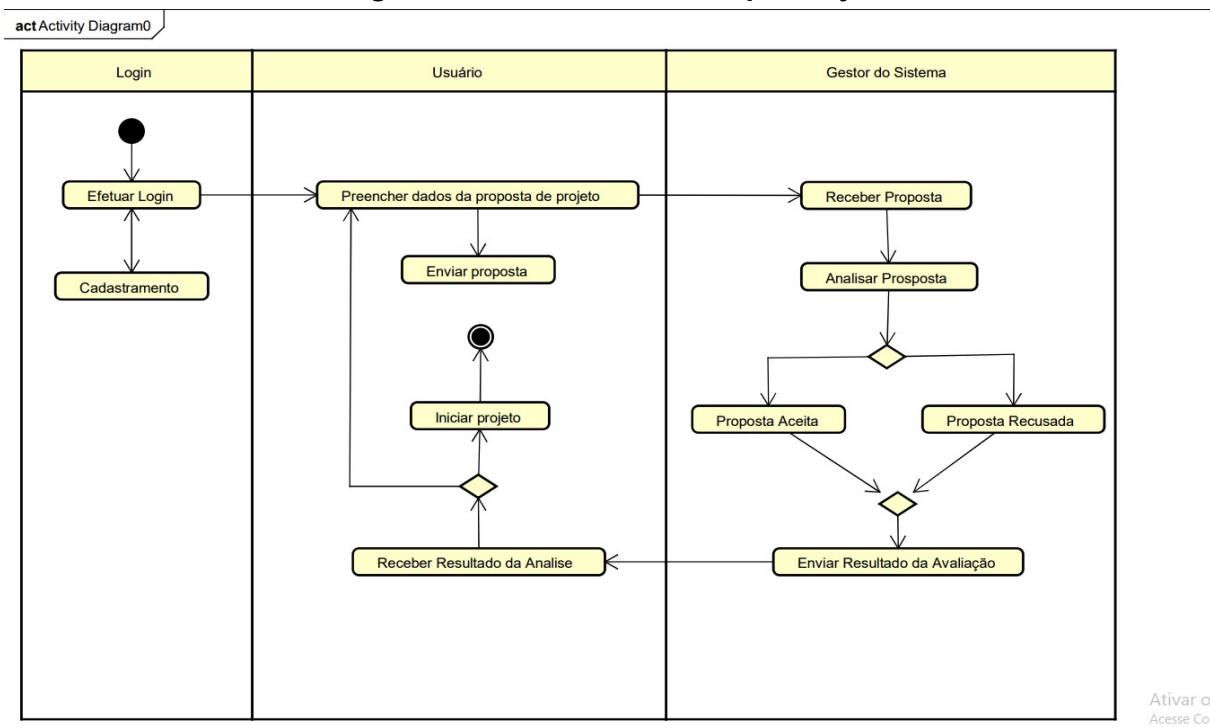 act Activity Diagram0
Login
Usuário
Gestor do Sistema
Efetuar Login
Preencher dados da proposta de projeto
Receber Proposta
Cadastramento
Enviar proposta
Analisar Prosposta
Iniciar projeto
Proposta Aceita
Proposta Recusada
Receber Resultado da Analise
Enviar Resultado da Avaliação
Ativar o
Acesse Co